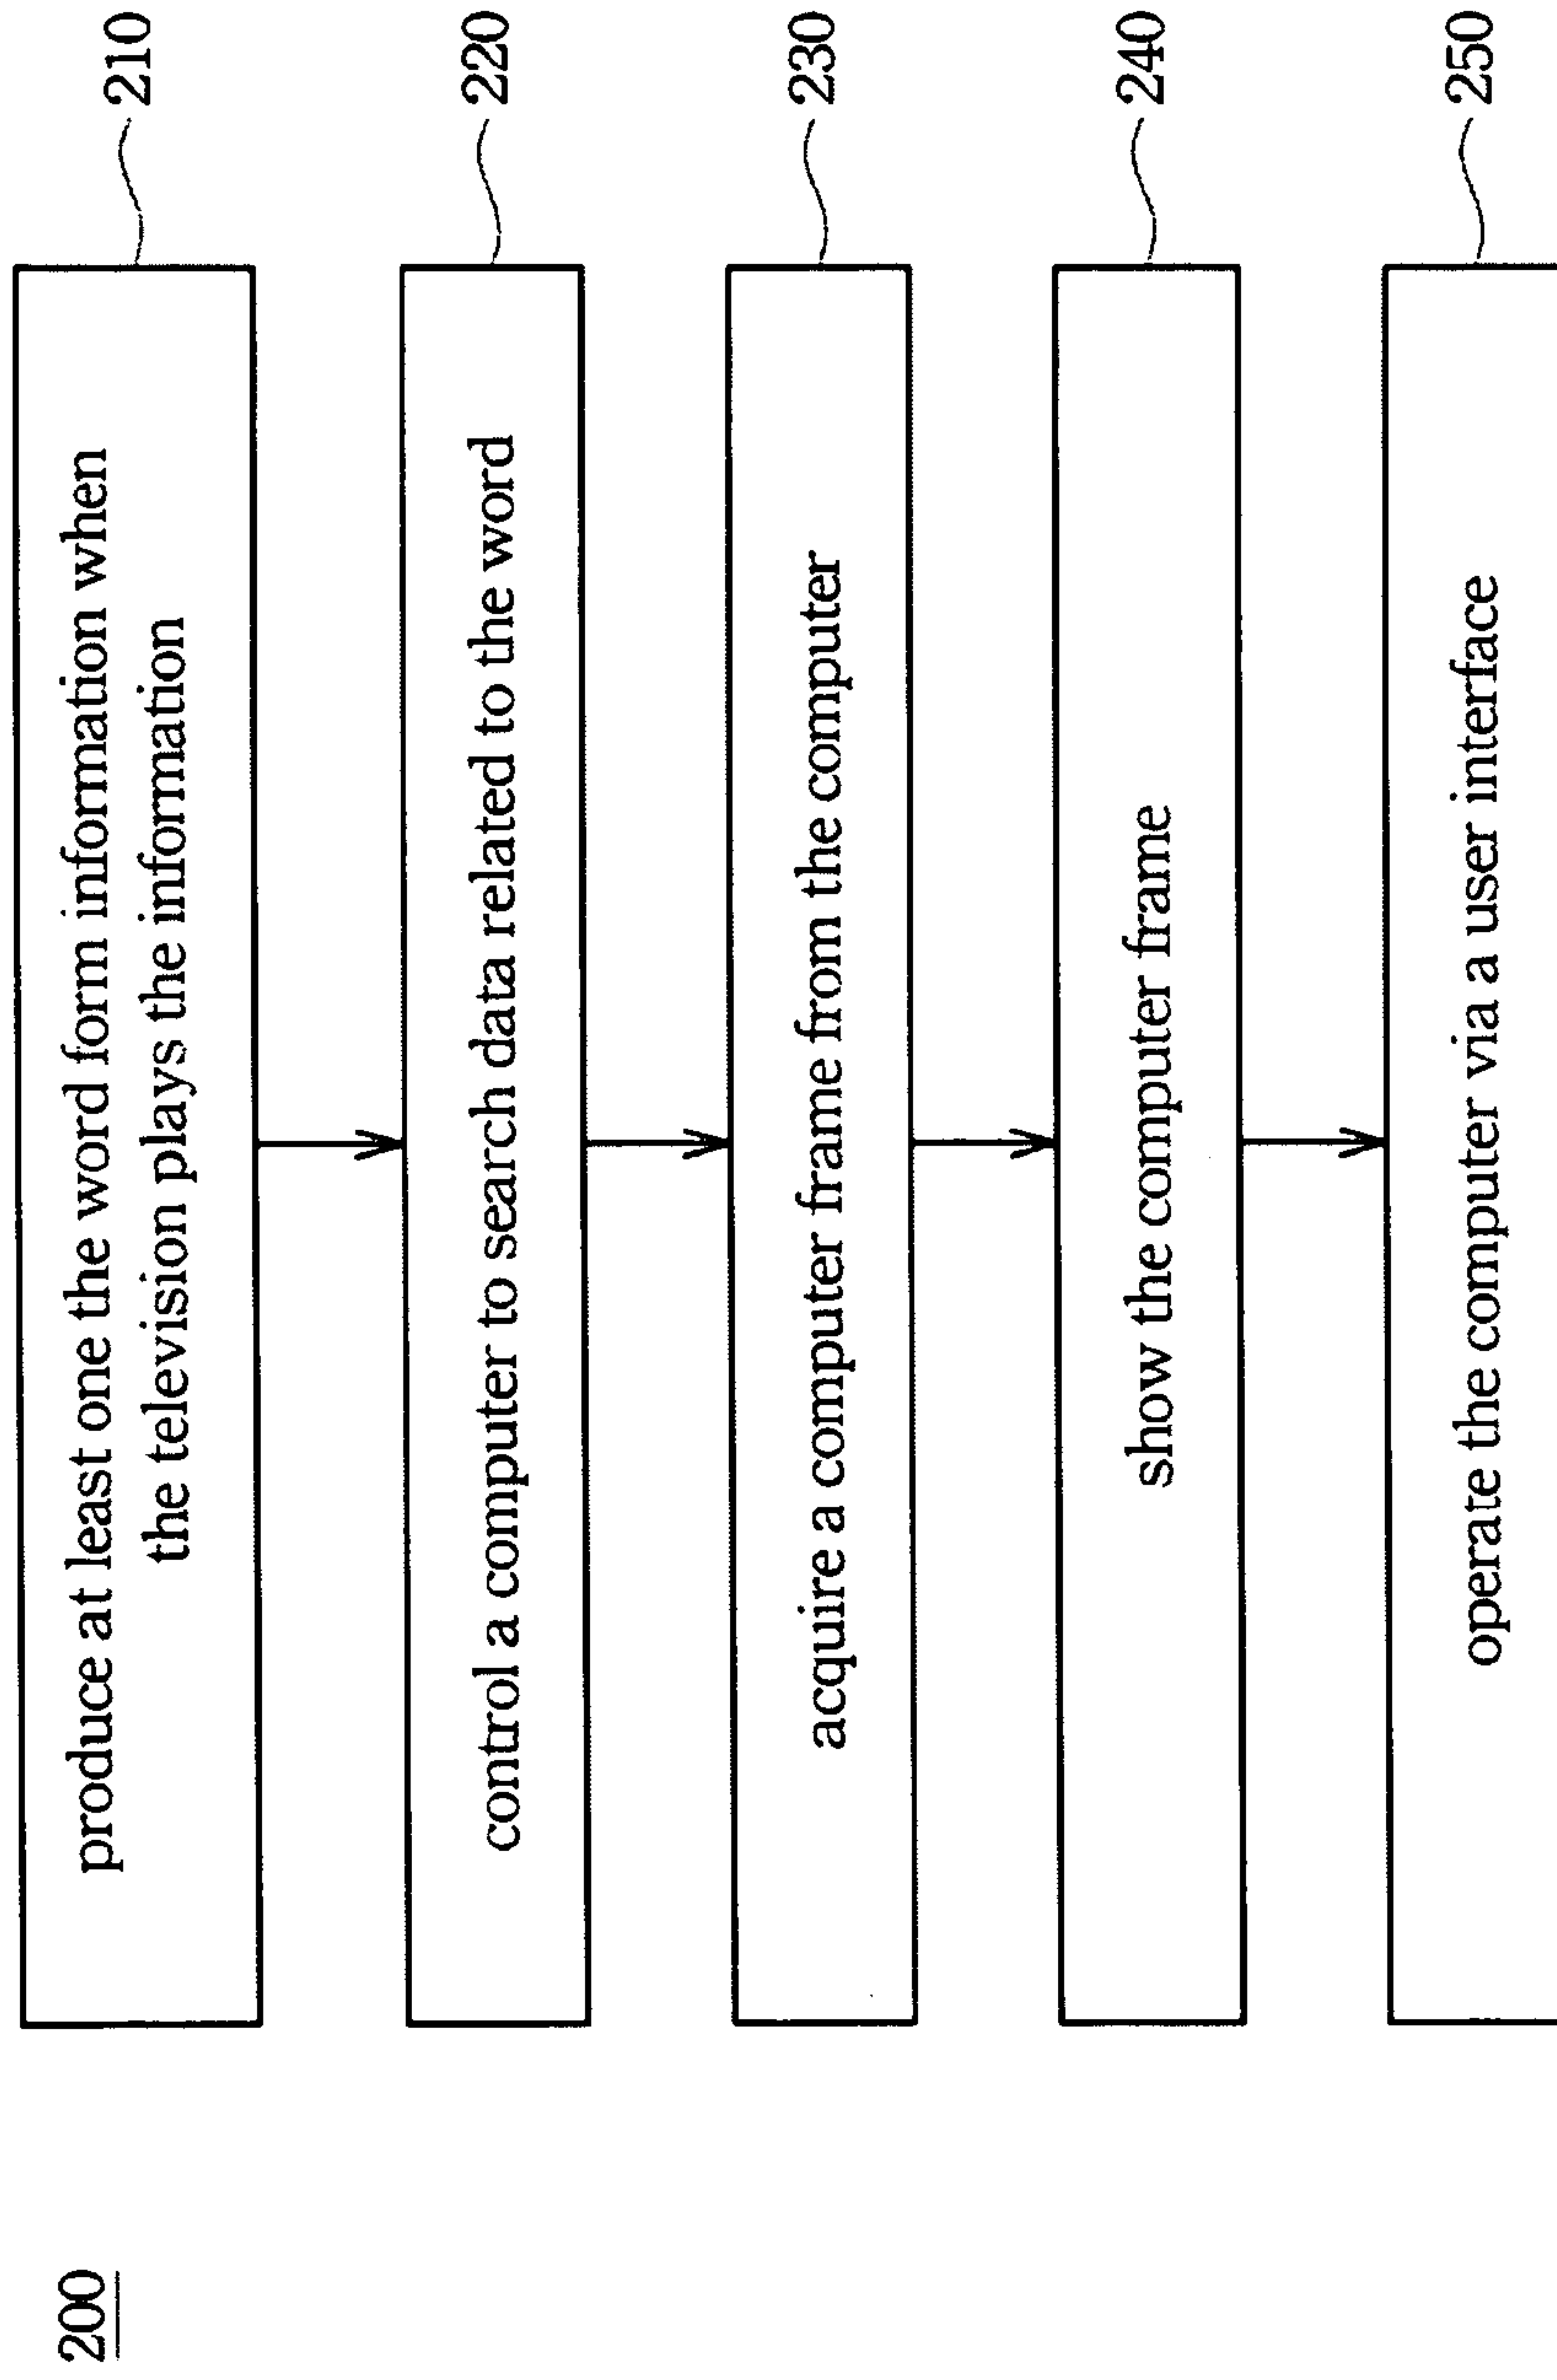 200
produce at least one the word form information when
the television plays the information
210
control a computer to search data related to the word
220
acquire a computer frame from the computer
230
show the computer frame
240
operate the computer via a user interface
250